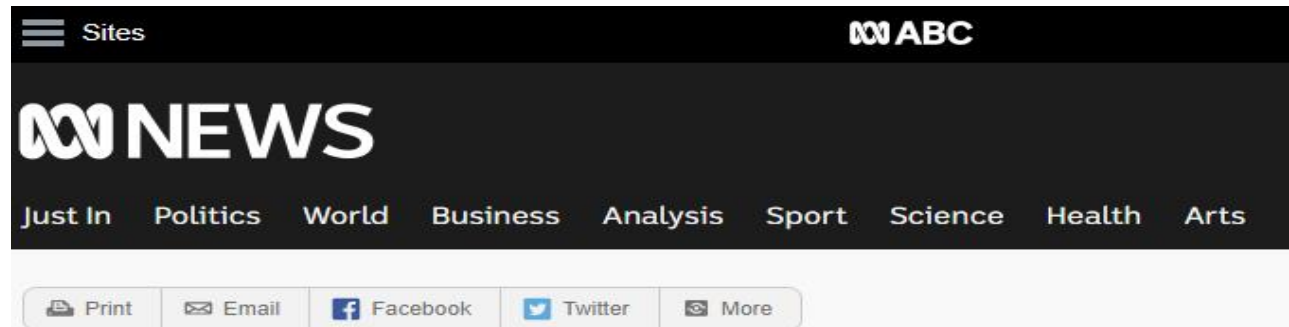 Sites ABC
NEWS
Just In Politics World Business Analysis Sport Science Health Arts
Print Email Facebook Twitter More